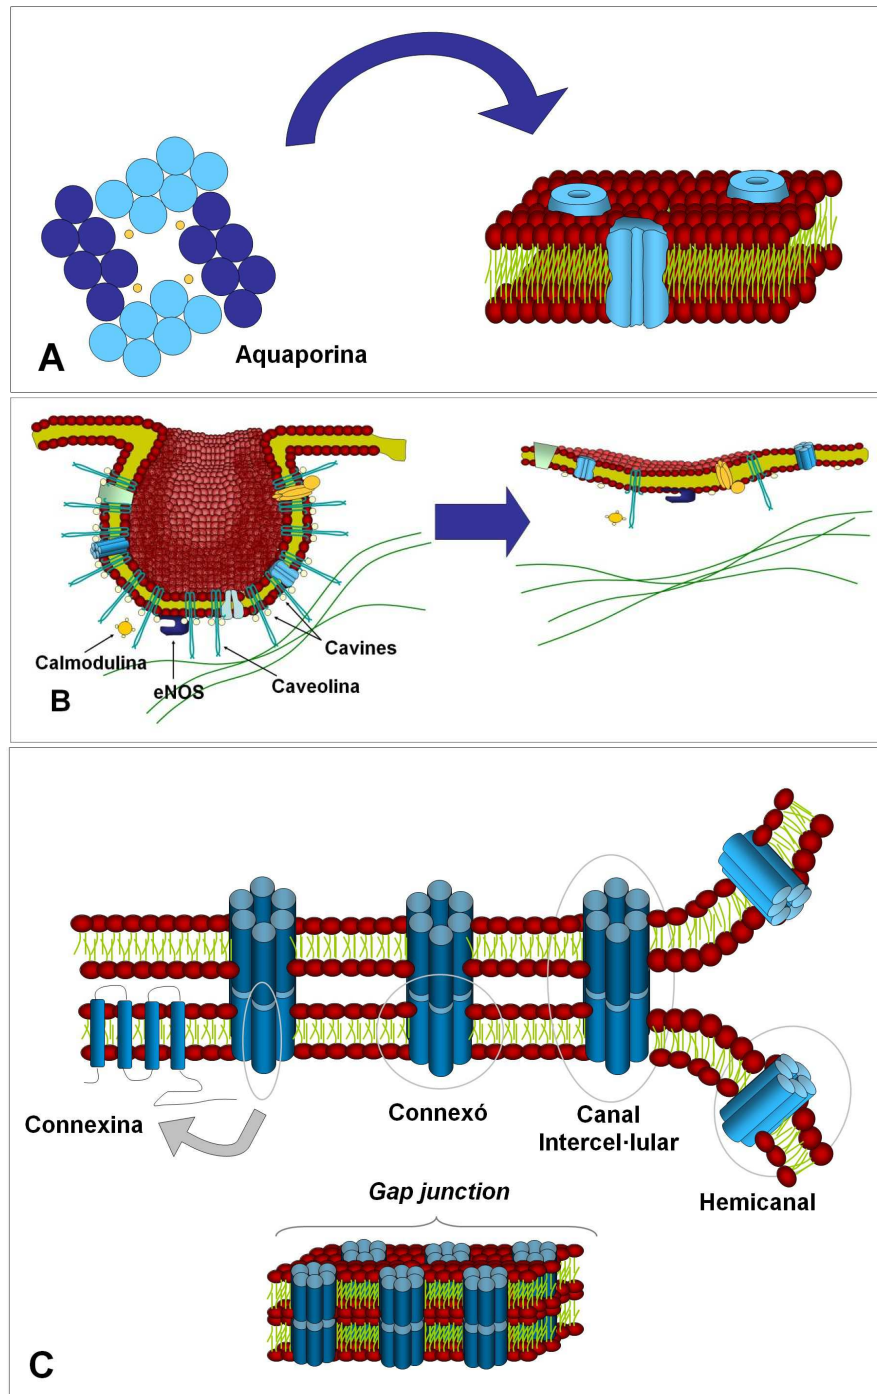 Aquaporina
A
Calmodulina
eNOS
Caveolina
Cavines
B
Connexina
Connexó
Canal
Intercel·lular
Hemicanal
Gap junction
C